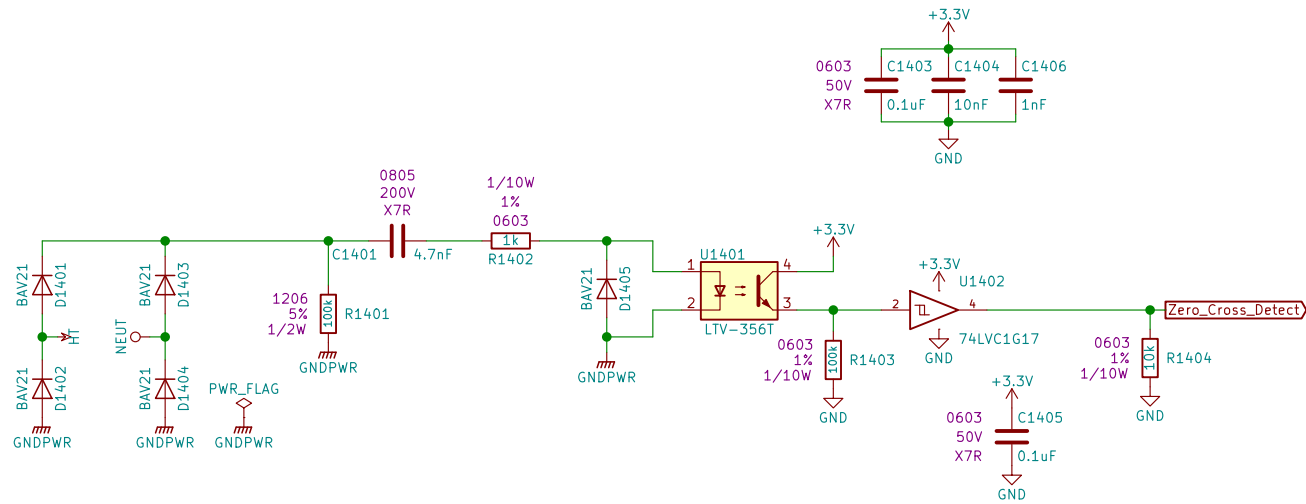 +3.3V
0603
50V
X7R
C1403
0.1uF
C1404
10nF
C1406
1nF
GND
0805
200V
X7R
C1401
4.7nF
1/10W
1%
0603
1k
R1402
BAV21
D1401
BAV21
D1403
HT
NEUT
BAV21
D1402
BAV21
D1404
GNDPWR
GNDPWR
PWR_FLAG
GNDPWR
1206
5%
1/2W
100k
R1401
GNDPWR
BAV21
D1405
GNDPWR
U1401
1
2
4
3
LTV-356T
+3.3V
0603
1%
1/10W
100k
R1403
GND
+3.3V
U1402
2
4
GND
74LVC1G17
Zero_Cross_Detect
0603
1%
1/10W
10k
R1404
GND
+3.3V
0603
50V
X7R
C1405
0.1uF
GND